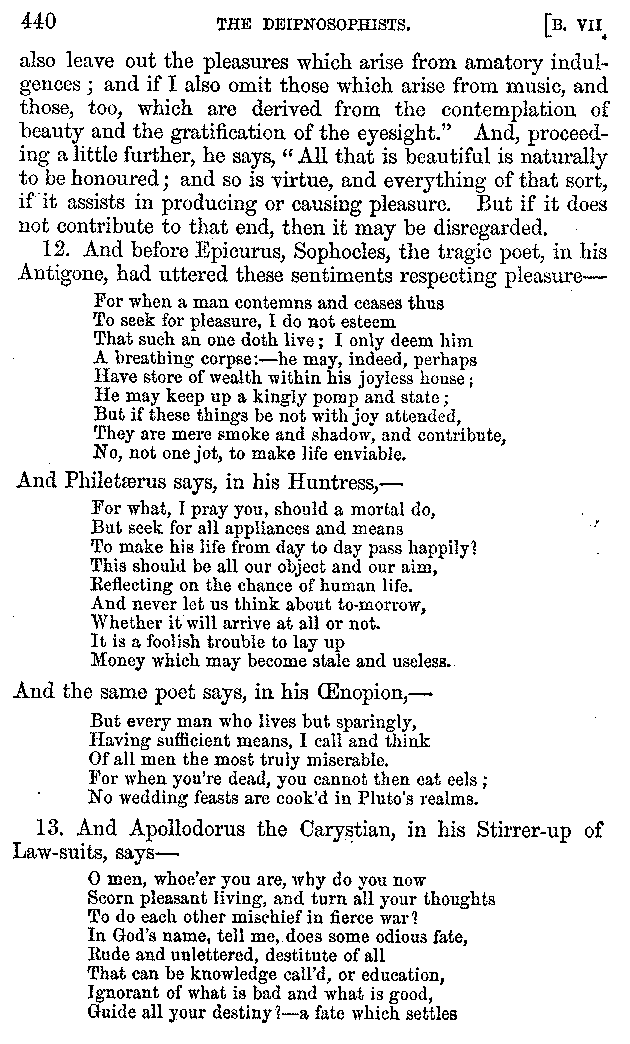 440 THE DEIPNOSOPHISTS. [B. VII.
also leave out the pleasures which arise from amatory indul-
gences; and if I also omit those which arise from music, and
those, too, which are derived from the contemplation of
beauty and the gratification of the eyesight." And, proceed-
ing a little further, he says, "All that is beautiful is naturally
to be honoured; and so is virtue, and everything of that sort,
if it assists in producing or causing pleasure. But if it does
not contribute to that end, then it may be disregarded.
12. And before Epicurus, Sophocles, the tragic poet, in his
Antigone, had uttered these sentiments respecting pleasure—
For when a man contemns and ceases thus
To seek for pleasure, I do not esteem
That such an one doth live; I only deem him
A breathing corpse:—he may, indeed, perhaps
Have store of wealth within his joyless house;
He may keep up a kingly pomp and state;
But if these things be not with joy attended,
They are mere smoke and shadow, and contribute,
No, not one jot, to make life enviable.
And Philetærus says, in his Huntress,—
For what, I pray you, should a mortal do,
But seek for all appliances and means
To make his life from day to day pass happily?
This should be all our object and our aim,
Reflecting on the chance of human life.
And never let us think about to-morrow,
Whether it will arrive at all or not.
It is a foolish trouble to lay up
Money which may become stale and useless.
And the same poet says, in his Œnopion,—
But every man who lives but sparingly,
Having sufficient means, I call and think
Of all men the most truly miserable.
For when you're dead, you cannot then eat eels;
No wedding feasts are cook'd in Pluto's realms.
13. And Apollodorus the Carystian, in his Stirrer-up of
Law-suits, says—
O men, whoe'er you are, why do you now
Scorn pleasant living, and turn all your thoughts
To do each other mischief in fierce war?
In God's name, tell me, does some odious fate,
Rude and unlettered, destitute of all
That can be knowledge call'd, or education,
Ignorant of what is bad and what is good,
Guide all your destiny?—a fate which settles